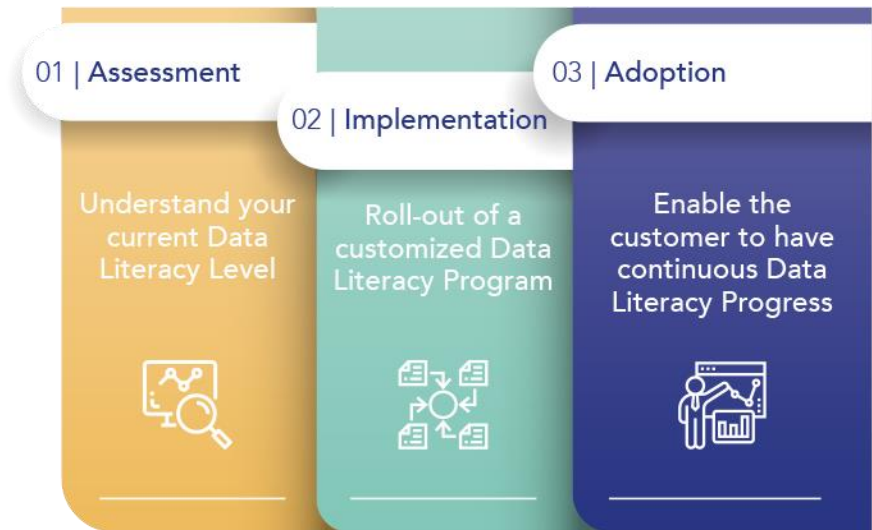 01 | Assessment
Understand your
current Data
Literacy Level
02 | Implementation
Roll-out of a
customized Data
Literacy Program
03 | Adoption
Enable the
customer to have
continuous Data
Literacy Progress